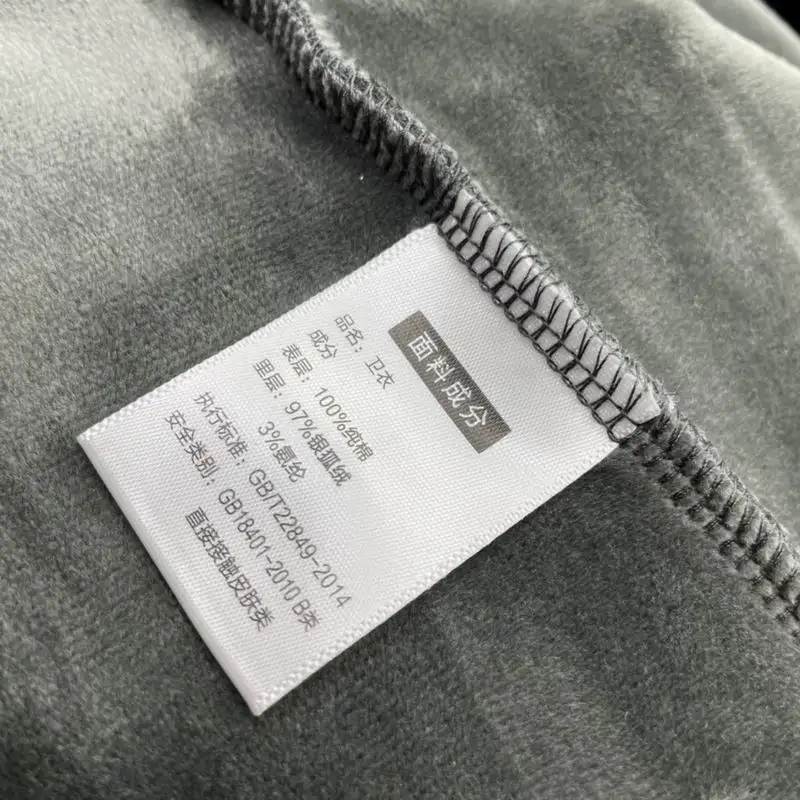 面料成分
品名：卫衣
成分
表层：100%纯棉
里层：97%银狐绒
3%氨纶
执行标准：GB/T22849-2014
安全类别：GB18401-2010 B类
直接接触皮肤类